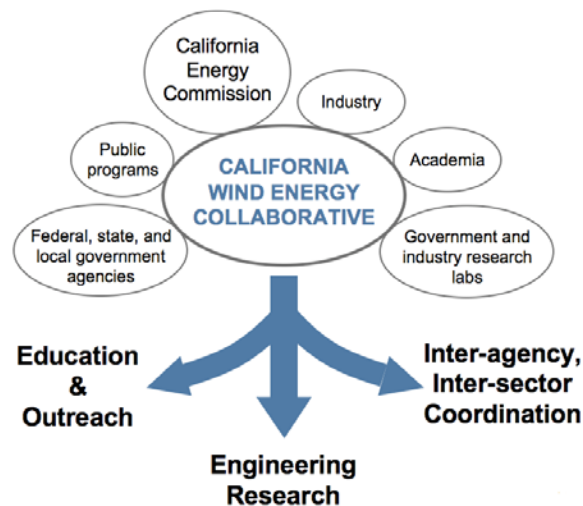 California
Energy
Commission
Industry
Public
programs
CALIFORNIA
WIND ENERGY
COLLABORATIVE
Academia
Federal, state, and
local government
agencies
Government and
industry research
labs
Education
&
Outreach
Inter-agency,
Inter-sector
Coordination
Engineering
Research